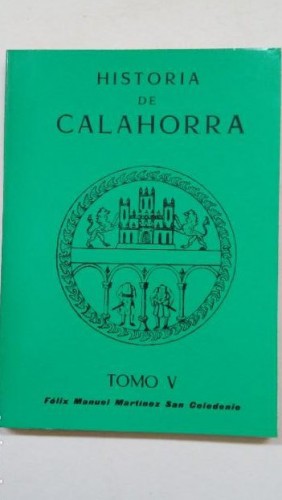 HISTORIA
DE
CALAHORRA
TOMO V
Félix Manuel Martínez San Celedonio